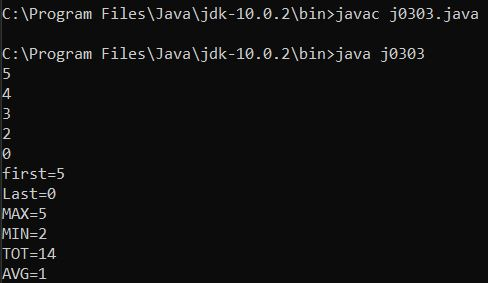 C:\Program Files\Java\jdk-10.0.2\bin>javac j0303.java
C:\Program Files\Java\jdk-10.0.2\bin>java j0303
5
4
3
2
0
first=5
Last=0
MAX=5
MIN=2
TOT=14
AVG=1